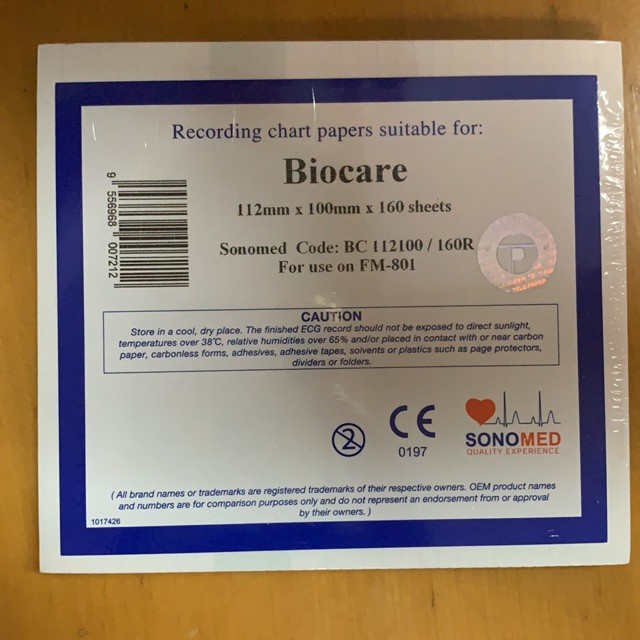 Recording chart papers suitable for:
Biocare
112mm x 100mm x 160 sheets
Sonomed Code: BC 112100 / 160R
For use on FM-801
9 556968 007212
CAUTION
Store in a cool, dry place. The finished ECG record should not be exposed to direct sunlight,
temperatures over 38°C, relative humidities over 65% and/or placed in contact with or near carbon
paper, carbonless forms, adhesives, adhesive tapes, solvents or plastics such as page protectors,
dividers or folders.
2
CE
0197
SONOMED
QUALITY EXPERIENCE
( All brand names or trademarks are registered trademarks of their respective owners. OEM product names
and numbers are for comparison purposes only and do not represent an endorsement from or approval
by their owners. )
1017426